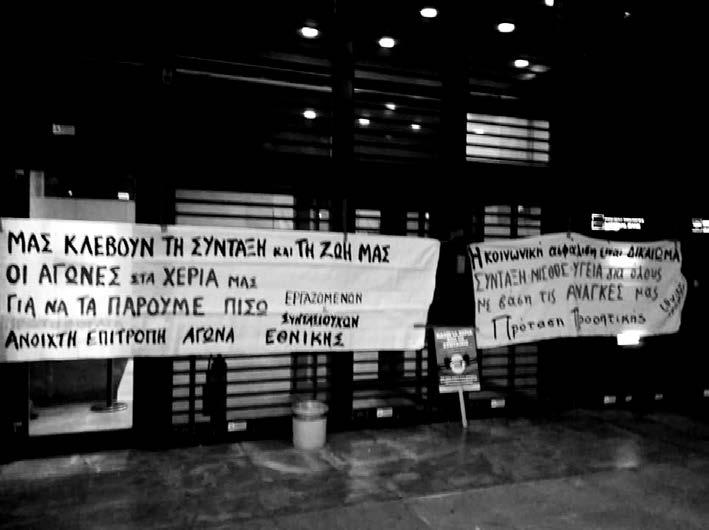 ΜΑΣ ΚΛΕΒΟΥΝ ΤΗ ΣΥΝΤΑΞΗ και ΤΗ ΖΩΗ ΜΑΣ
ΟΙ ΑΓΩΝΕΣ στα ΧΕΡΙΑ μας
ΓΙΑ ΝΑ ΤΑ ΠΑΡΟΥΜΕ ΠΙΣΩ
ΑΝΟΙΧΤΗ ΕΠΙΤΡΟΠΗ ΑΓΩΝΑ ΕΡΓΑΖΟΜΕΝΩΝ
& ΣΥΝΤΑΞΙΟΥΧΩΝ
ΕΘΝΙΚΗΣ
Η κοινωνική ασφάλιση είναι ΔΙΚΑΙΩΜΑ
ΣΥΝΤΑΞΗ-ΜΙΣΘΟΣ-ΥΓΕΙΑ για όλους
Με βαση τις ΑΝΑΓΚΕΣ μας
Πρόταση Προοπτικης